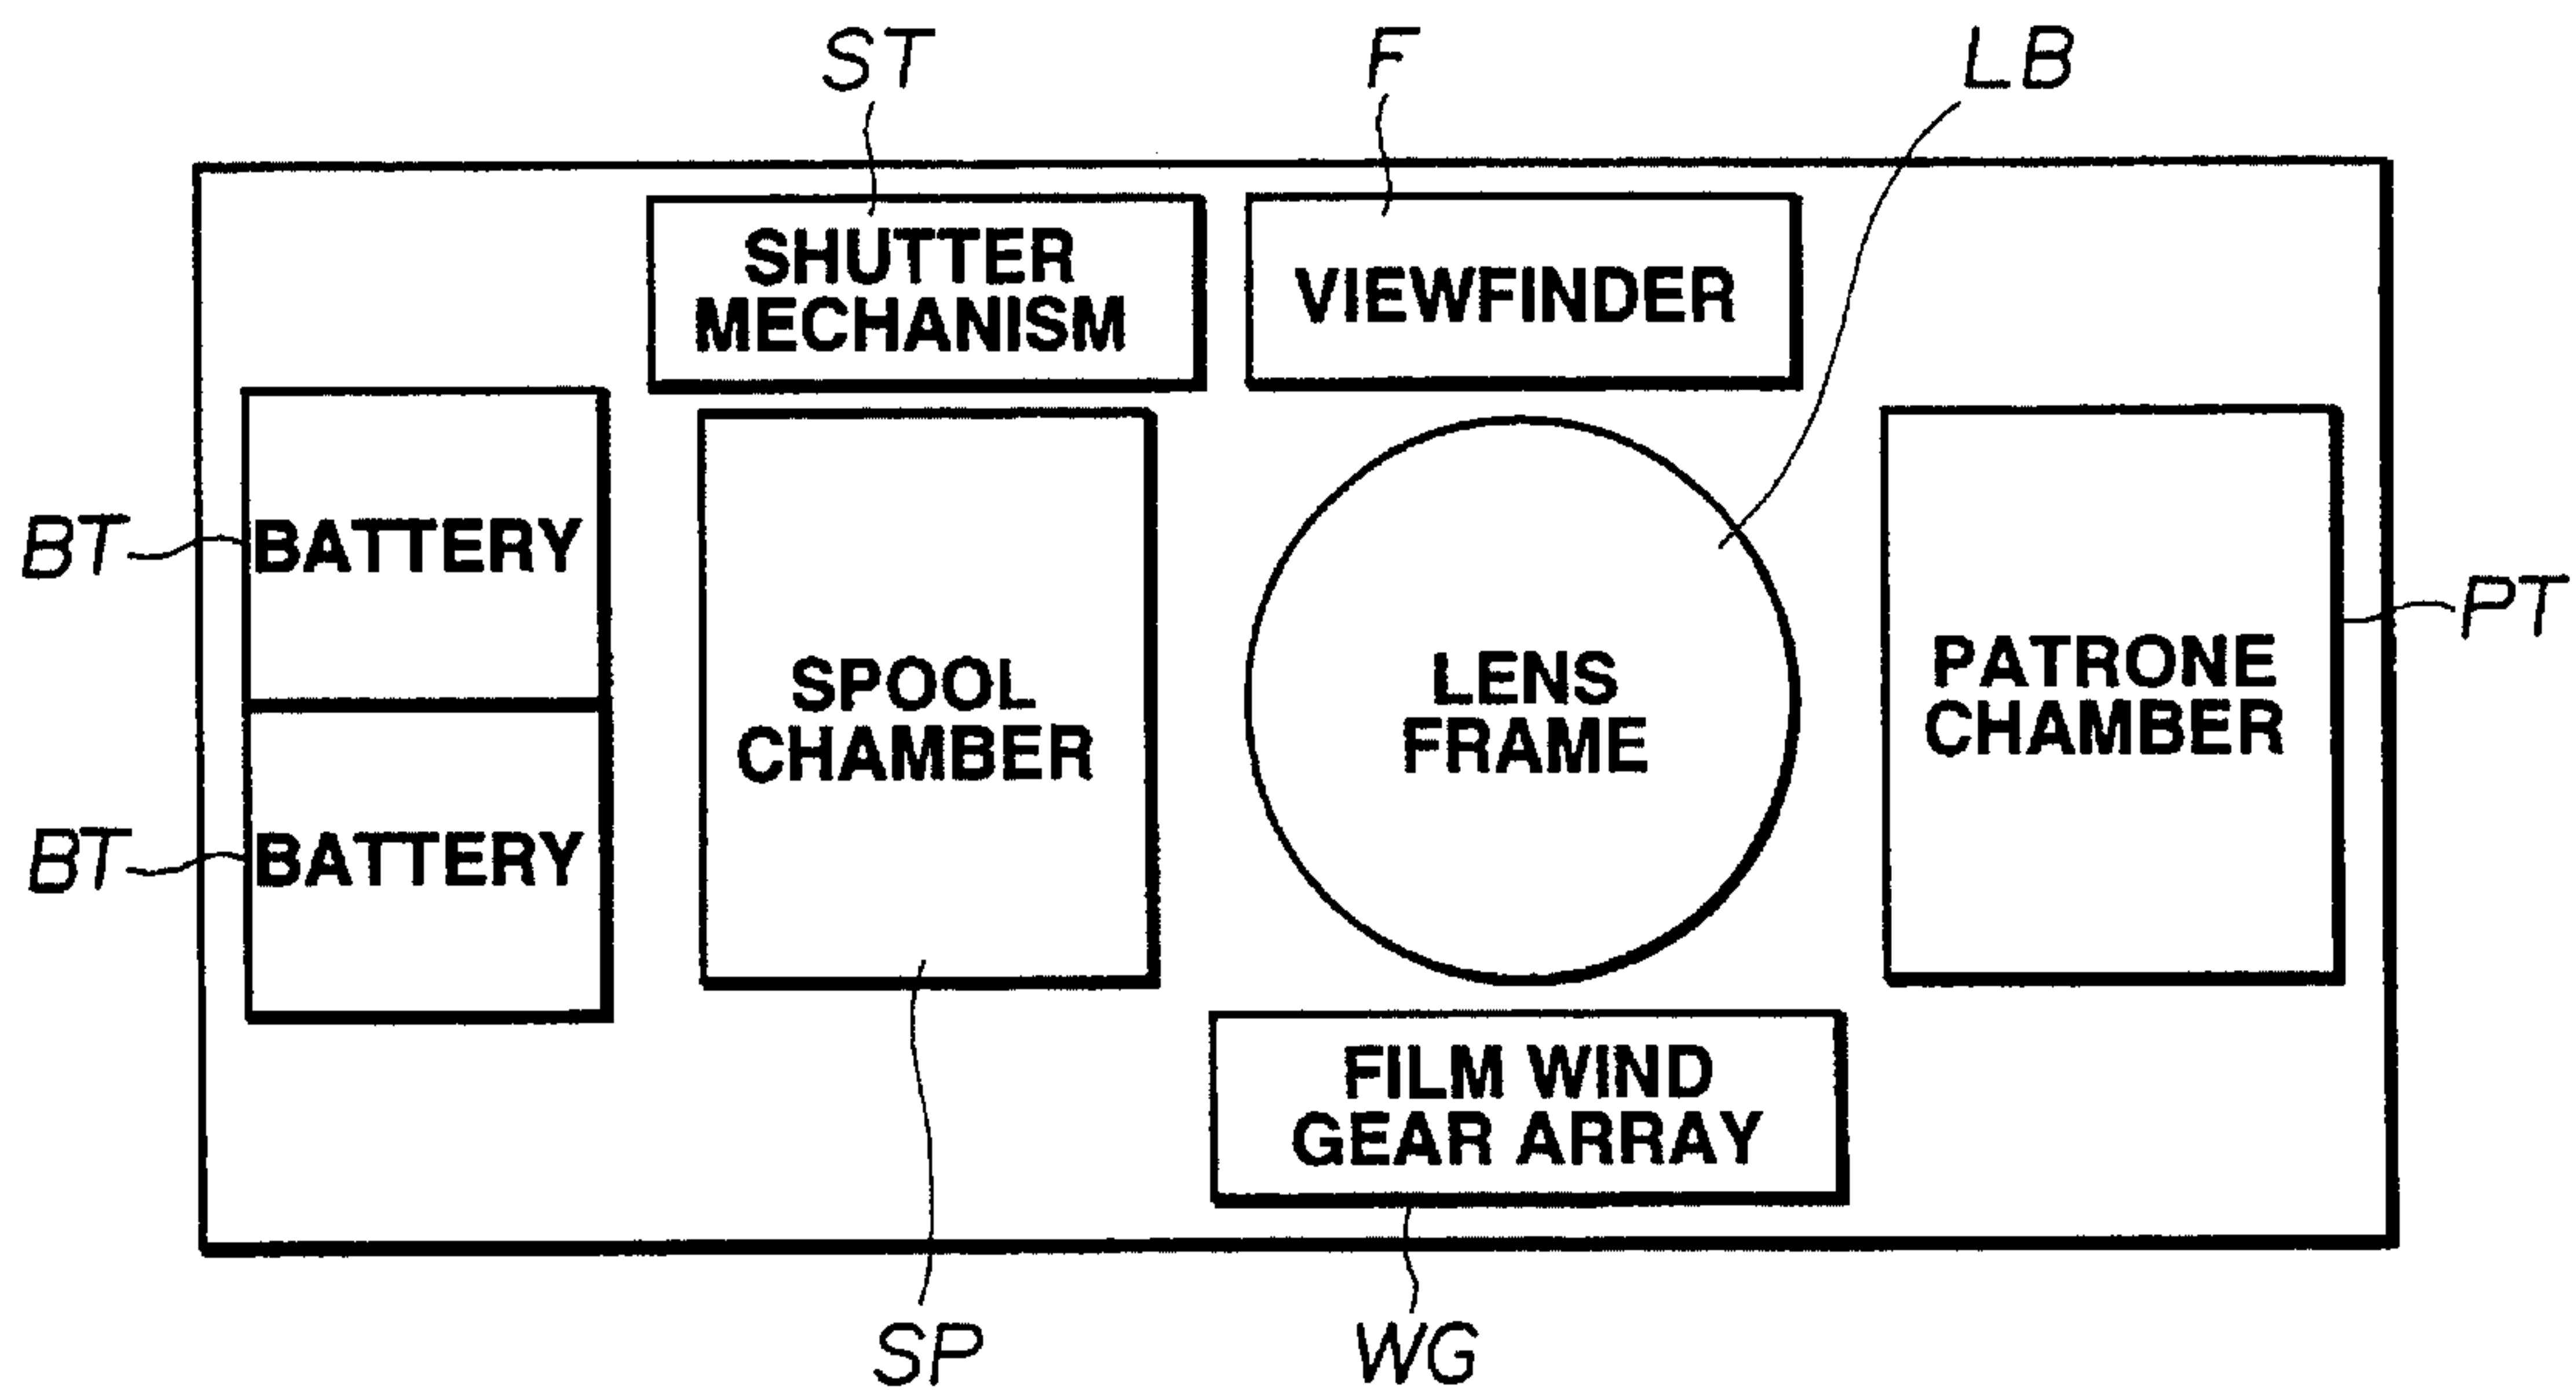 ST
F
LB
SHUTTER
MECHANISM
VIEWFINDER
BT
BATTERY
SPOOL
CHAMBER
LENS
FRAME
PATRONE
CHAMBER
PT
BT
BATTERY
FILM WIND
GEAR ARRAY
SP
WG